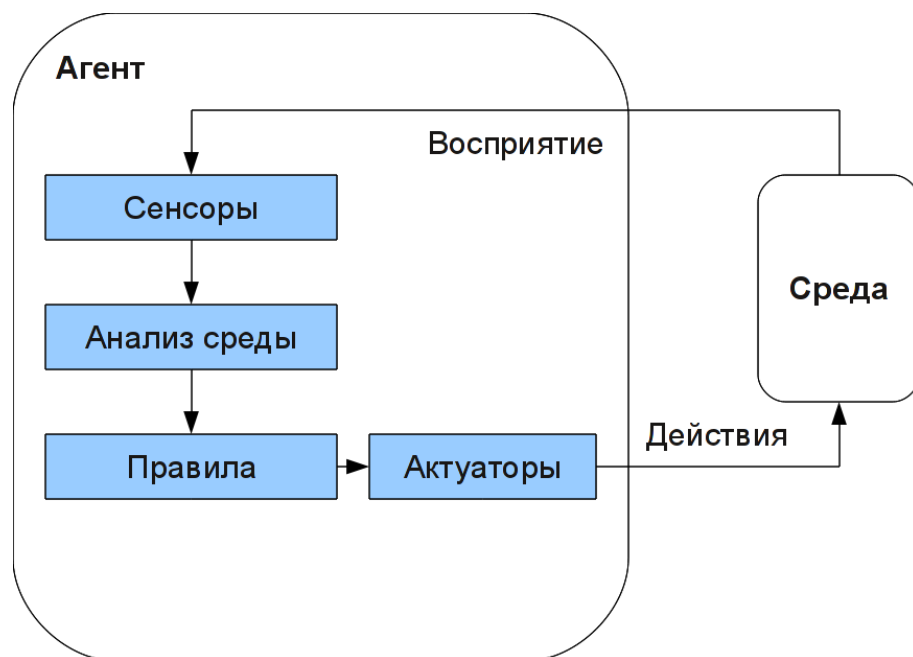 Агент
Восприятие
Сенсоры
Среда
Анализ среды
Действия
Правила
Актуаторы